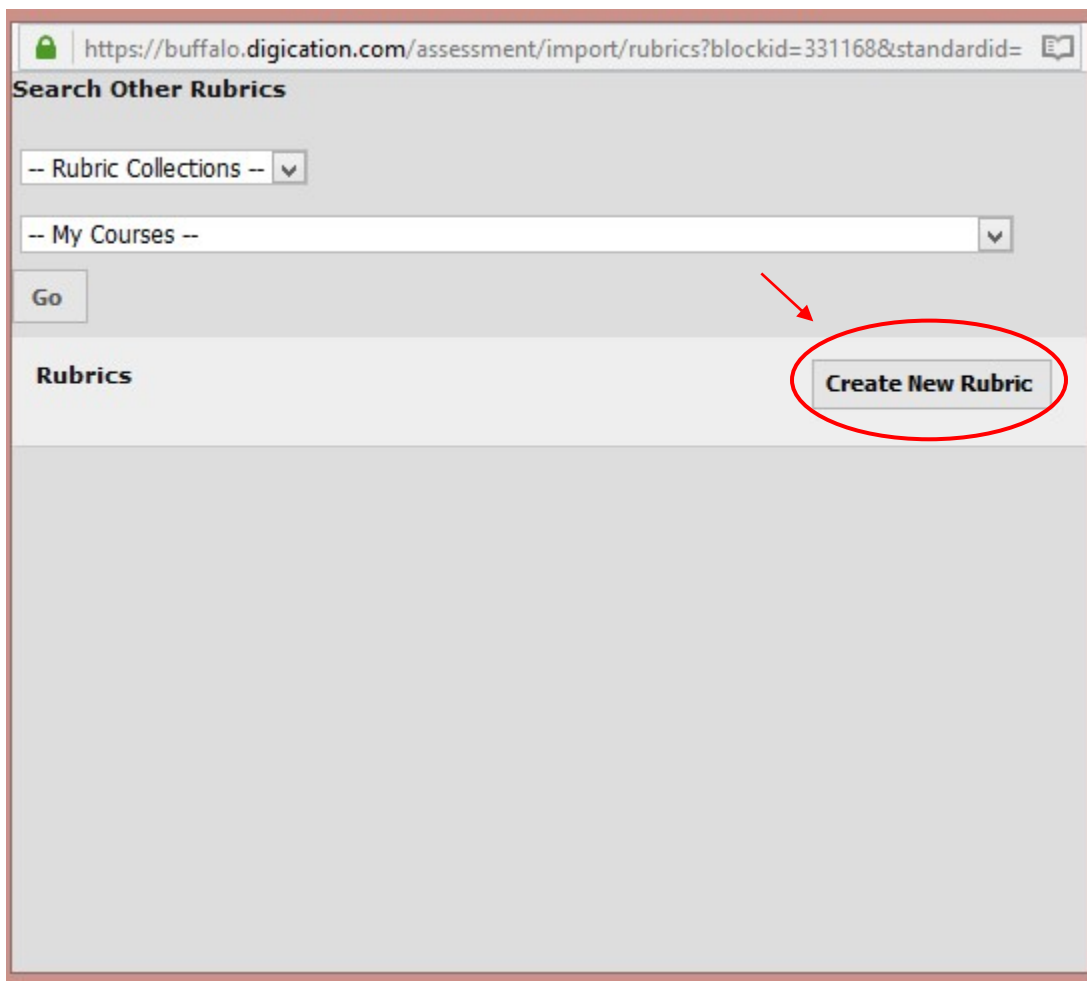 https://buffalo.digication.com/assessment/import/rubrics?blockid=331168&standardid=
Search Other Rubrics
-- Rubric Collections --
-- My Courses --
Go
Rubrics
Create New Rubric